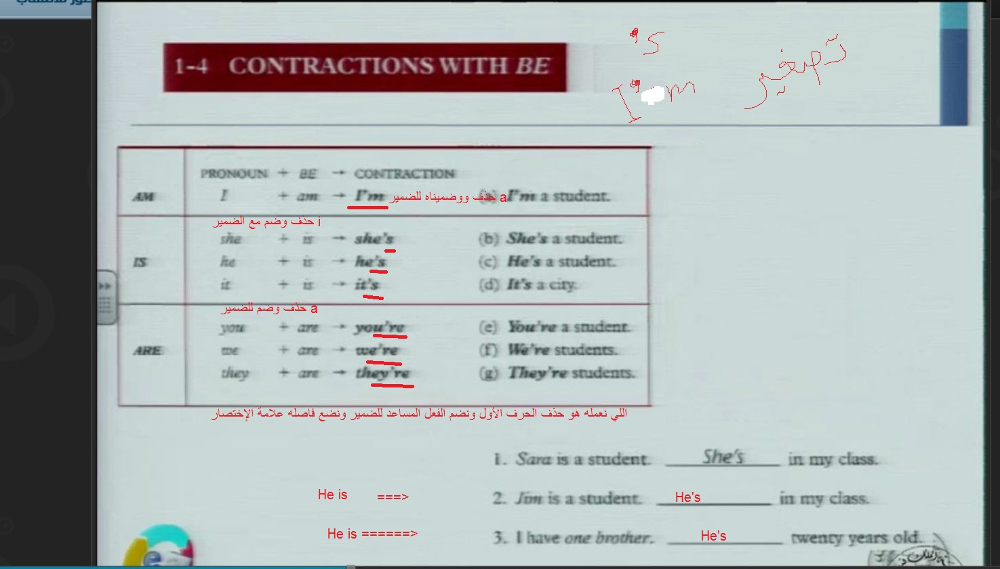 's
I'm
تصغير
1-4 CONTRACTIONS WITH BE
PRONOUN + BE → CONTRACTION
AM
I + am → I'm
a حذف ووضميناه للضمير
I'm a student.
i حذف وضم مع الضمير
she + is → she's (b) She's a student.
IS
he + is → he's (c) He's a student.
it + is → it's (d) It's a city.
a حذف وضم للضمير
you + are → you're (e) You're a student.
ARE
we + are → we're (f) We're students.
they + are → they're (g) They're students.
اللي نعمله هو حذف الحرف الأول ونضم الفعل المساعد للضمير ونضع فاصله علامة الإختصار
1. Sara is a student. She's in my class.
He is ===>
2. Jim is a student. He's in my class.
He is ======>
3. I have one brother. He's twenty years old.